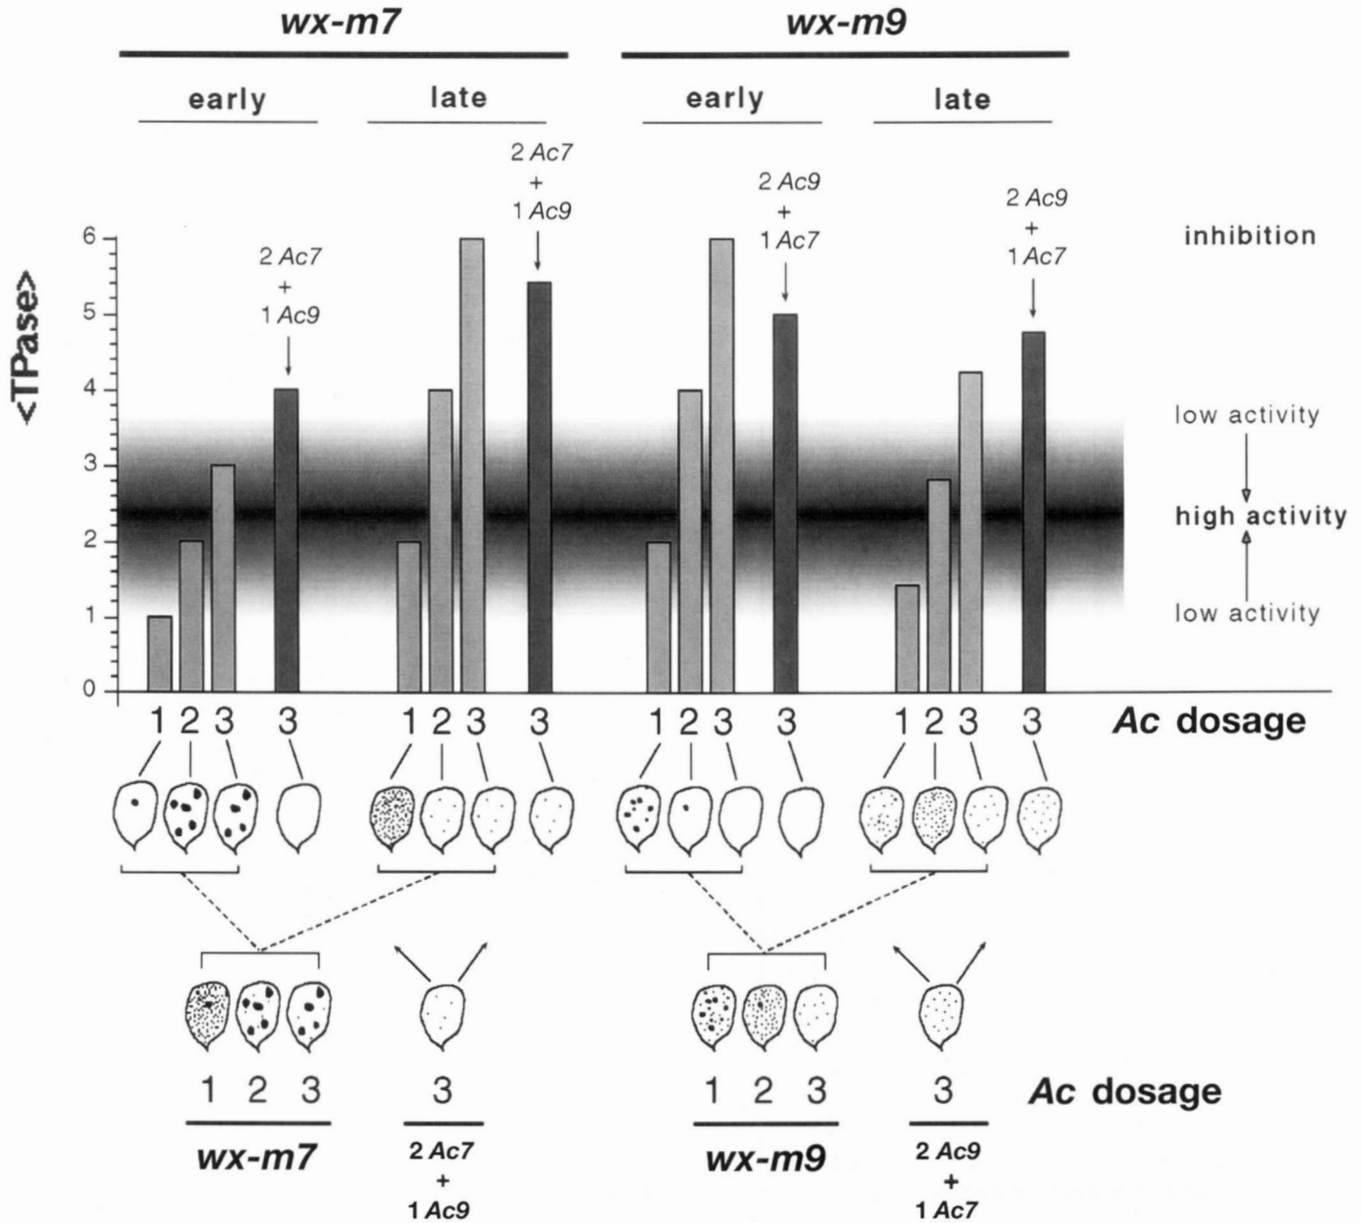 wx-m7 wx-m9
early late early late
2 Ac7
+
1 Ac9
2 Ac7
+
1 Ac9
2 Ac9
+
1 Ac7
2 Ac9
+
1 Ac7
<TPase>
6
5
4
3
2
1
0
inhibition
low activity
high activity
low activity
1 2 3 3 1 2 3 3 1 2 3 3 1 2 3 3 Ac dosage
1 2 3 3 1 2 3 3 Ac dosage
wx-m7 2 Ac7 wx-m9 2 Ac9
+ +
1 Ac9 1 Ac7